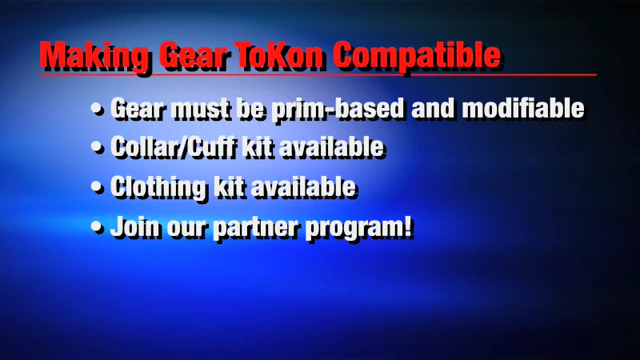 Making Gear ToKon Compatible
• Gear must be prim-based and modifiable
• Collar/Cuff kit available
• Clothing kit available
• Join our partner program!